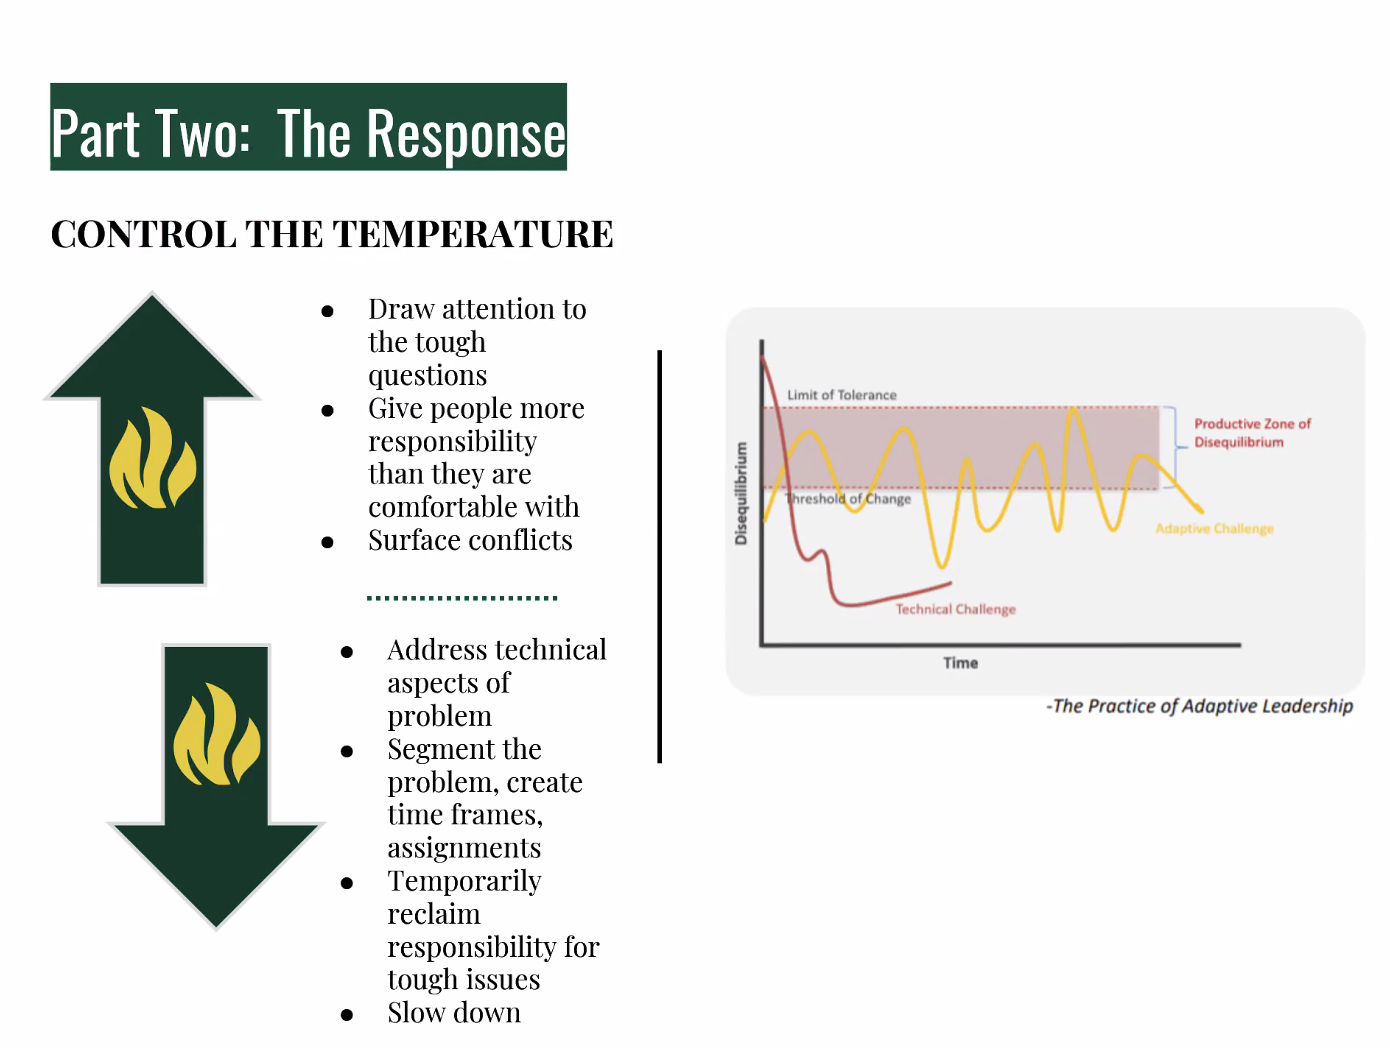 Part Two:  The Response
CONTROL THE TEMPERATURE
● Draw attention to
the tough
questions
● Give people more
responsibility
than they are
comfortable with
● Surface conflicts
● Address technical
aspects of
problem
● Segment the
problem, create
time frames,
assignments
● Temporarily
reclaim
responsibility for
tough issues
● Slow down
Limit of Tolerance
Productive Zone of
Disequilibrium
Threshold of Change
Disequilibrium
Adaptive Challenge
Technical Challenge
Time
-The Practice of Adaptive Leadership